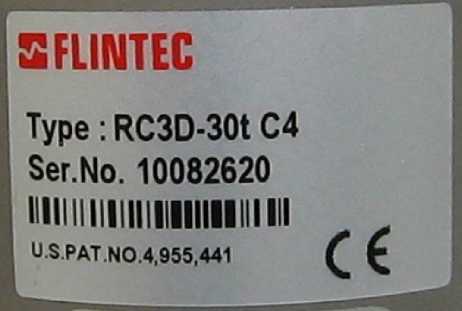 FLINTEC
Type : RC3D-30t C4
Ser.No. 10082620
U.S.PAT.NO.4,955,441
CE